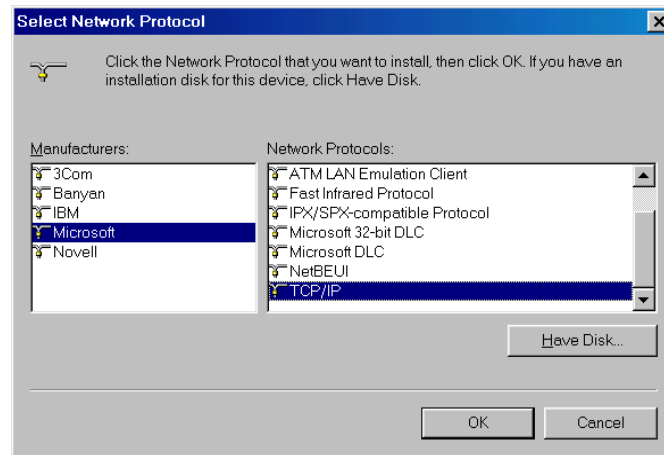 Select Network Protocol
Click the Network Protocol that you want to install, then click OK. If you have an
installation disk for this device, click Have Disk.
Manufacturers:
3Com
Banyan
IBM
Microsoft
Novell
Network Protocols:
ATM LAN Emulation Client
Fast Infrared Protocol
IPX/SPX-compatible Protocol
Microsoft 32-bit DLC
Microsoft DLC
NetBEUI
TCP/IP
Have Disk...
OK
Cancel